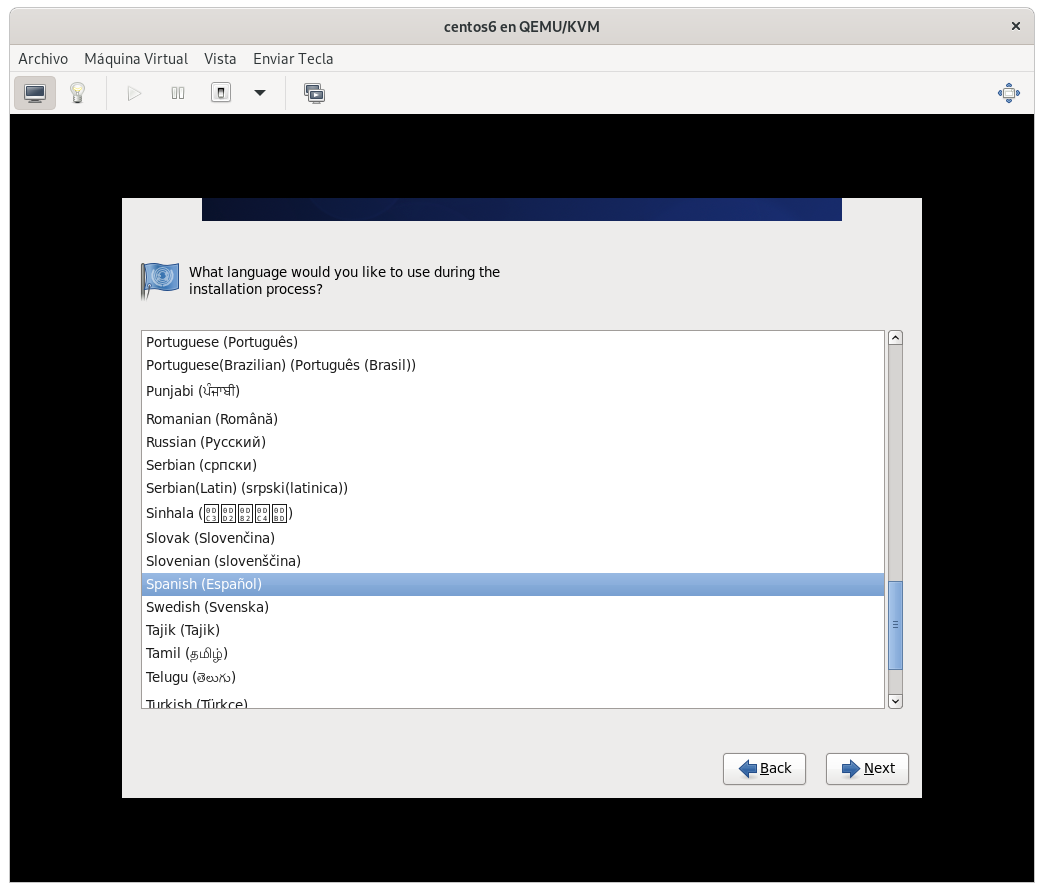 centos6 en QEMU/KVM
Archivo Máquina Virtual Vista Enviar Tecla
What language would you like to use during the
installation process?
Portuguese (Português)
Portuguese(Brazilian) (Português (Brasil))
Punjabi (ਪੰਜਾਬੀ)
Romanian (Română)
Russian (Русский)
Serbian (српски)
Serbian(Latin) (srpski(latinica))
Sinhala ()
Slovak (Slovenčina)
Slovenian (slovenščina)
Spanish (Español)
Swedish (Svenska)
Tajik (Tajik)
Tamil (தமிழ்)
Telugu (తెలుగు)
Turkish (Türkçe)
Back Next